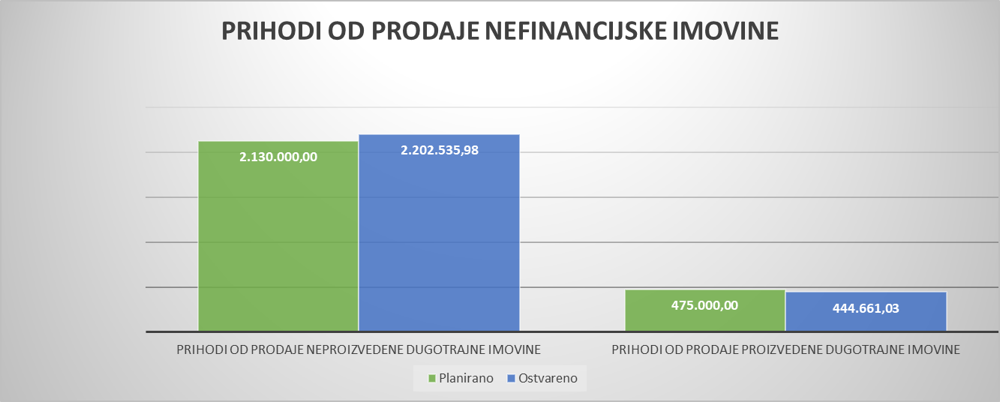 PRIHODI OD PRODAJE NEFINANCIJSKE IMOVINE
2.130.000,00
2.202.535,98
475.000,00
444.661,03
PRIHODI OD PRODAJE NEPROIZVEDENE DUGOTRAJNE IMOVINE
PRIHODI OD PRODAJE PROIZVEDENE DUGOTRAJNE IMOVINE
Planirano
Ostvareno